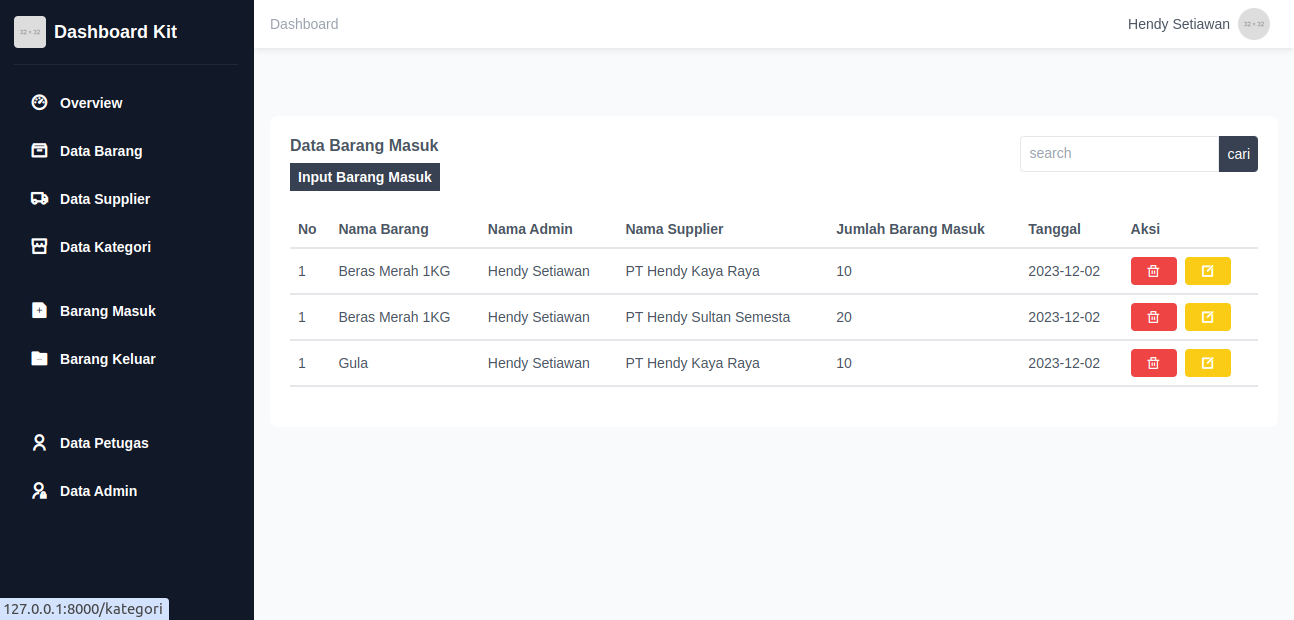 32 × 32
Dashboard Kit
Dashboard
Hendy Setiawan
32 × 32
Overview
Data Barang
Data Supplier
Data Kategori
Barang Masuk
Barang Keluar
Data Petugas
Data Admin
Data Barang Masuk
search
cari
Input Barang Masuk
No Nama Barang Nama Admin Nama Supplier Jumlah Barang Masuk Tanggal Aksi
1 Beras Merah 1KG Hendy Setiawan PT Hendy Kaya Raya 10 2023-12-02
1 Beras Merah 1KG Hendy Setiawan PT Hendy Sultan Semesta 20 2023-12-02
1 Gula Hendy Setiawan PT Hendy Kaya Raya 10 2023-12-02
127.0.0.1:8000/kategori